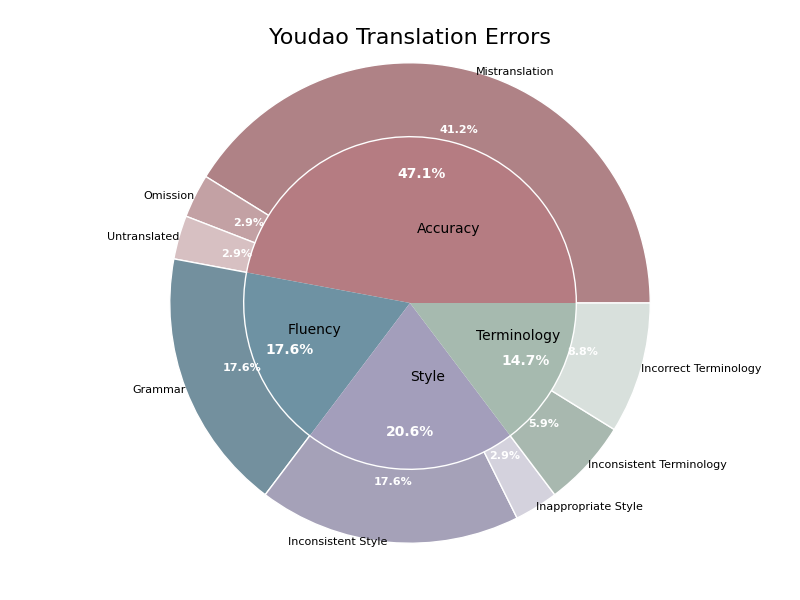 Youdao Translation Errors
Mistranslation
41.2%
47.1%
Accuracy
Omission
2.9%
Untranslated
2.9%
Fluency
17.6%
17.6%
Grammar
Terminology
14.7%
8.8%
Incorrect Terminology
Style
20.6%
5.9%
Inconsistent Terminology
2.9%
Inappropriate Style
17.6%
Inconsistent Style